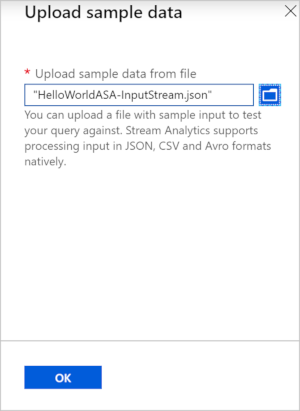 Upload sample data
* Upload sample data from file
"HelloWorldASA-InputStream.json"
You can upload a file with sample input to test
your query against. Stream Analytics supports
processing input in JSON, CSV and Avro formats
natively.
OK